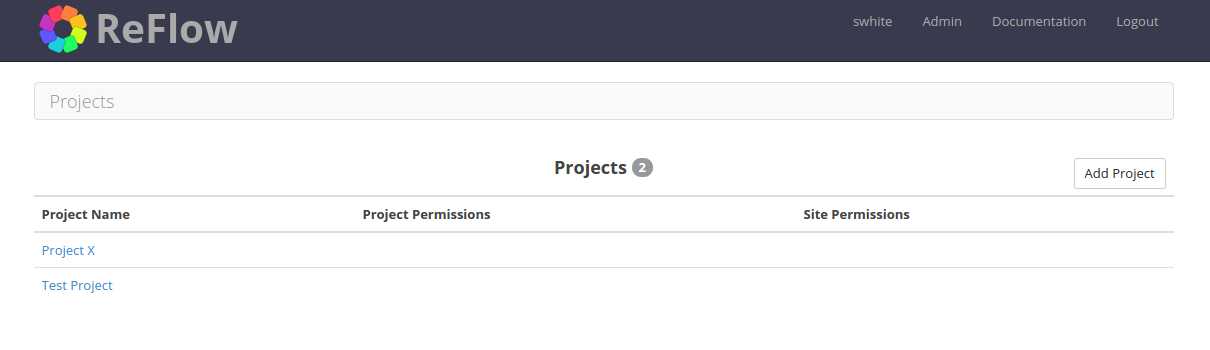 ReFlow swhite Admin Documentation Logout
Projects
Projects 2 Add Project
Project Name Project Permissions Site Permissions
Project X
Test Project